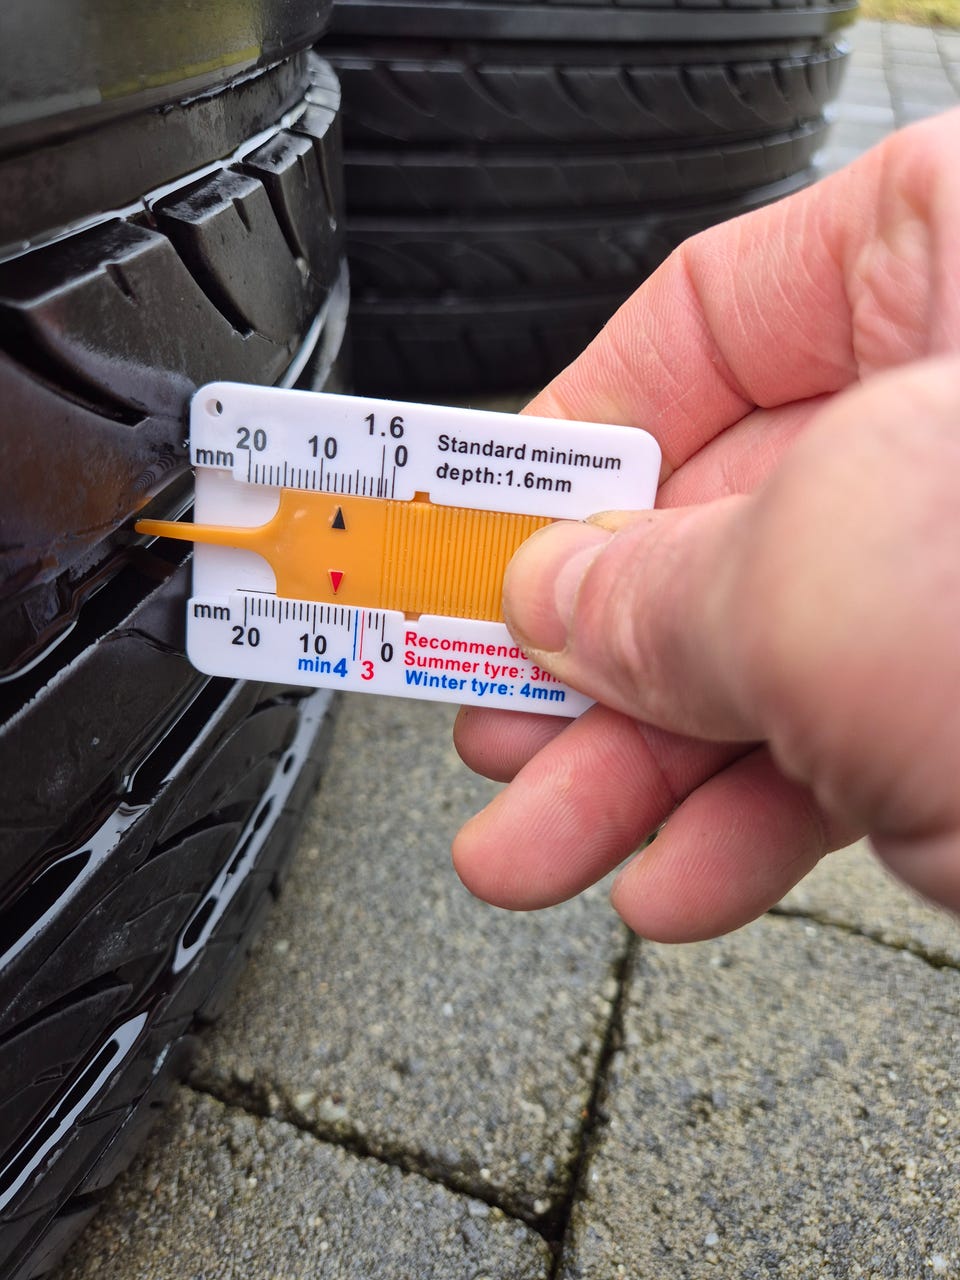 mm 20 10 1.6 0
Standard minimum
depth:1.6mm
mm 20 10 0
min4 3
Recommende
Summer tyre: 3m
Winter tyre: 4mm